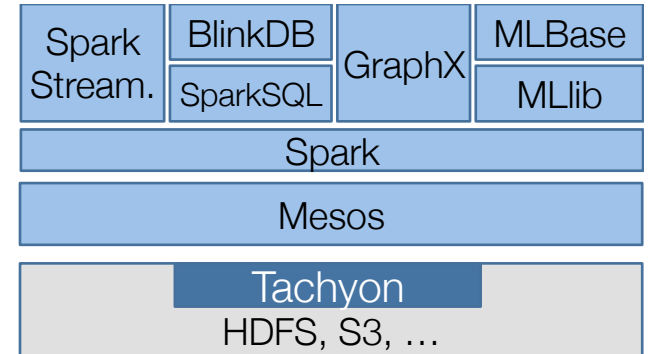 Spark
Stream.
BlinkDB
SparkSQL
GraphX
MLBase
MLlib
Spark
Mesos
Tachyon
HDFS, S3, …